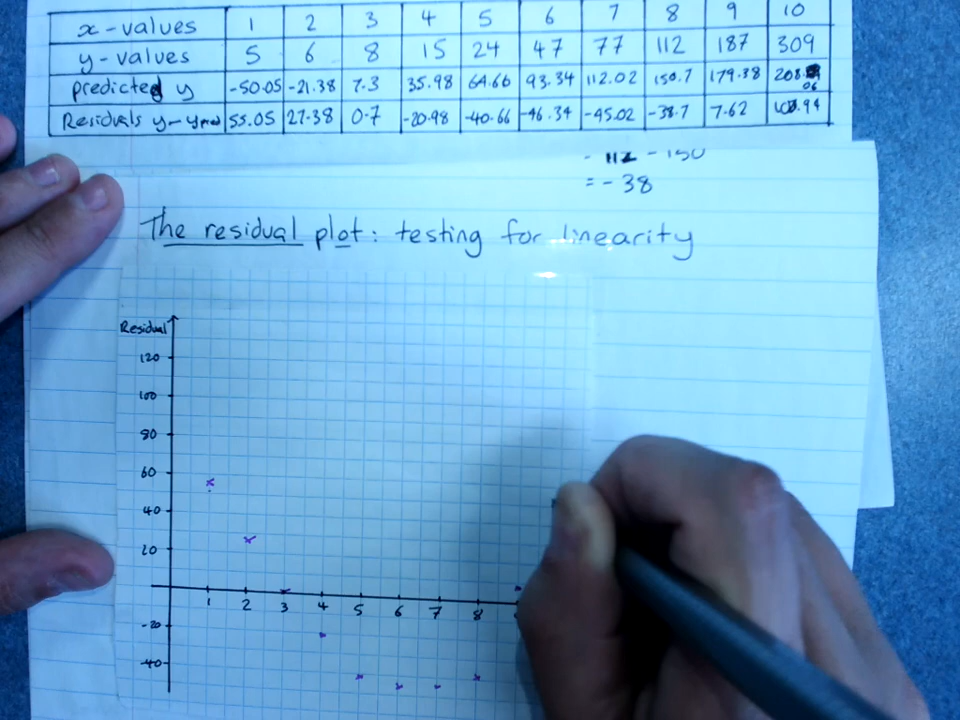 x-values 1 2 3 4 5 6 7 8 9 10
y-values 5 6 8 15 24 47 77 112 187 309
predicted y -50.05 -21.38 7.3 35.98 64.66 93.34 112.02 150.7 179.38 208. 06
Residuals y-ypred 55.05 27.38 0.7 -20.98 -40.66 -46.34 -45.02 -38.7 7.62
- 112 - 150
= - 38
The residual plot: testing for linearity
Residual
120
100
80
60
40
20
1 2 3 4 5 6 7 8
-20
-40